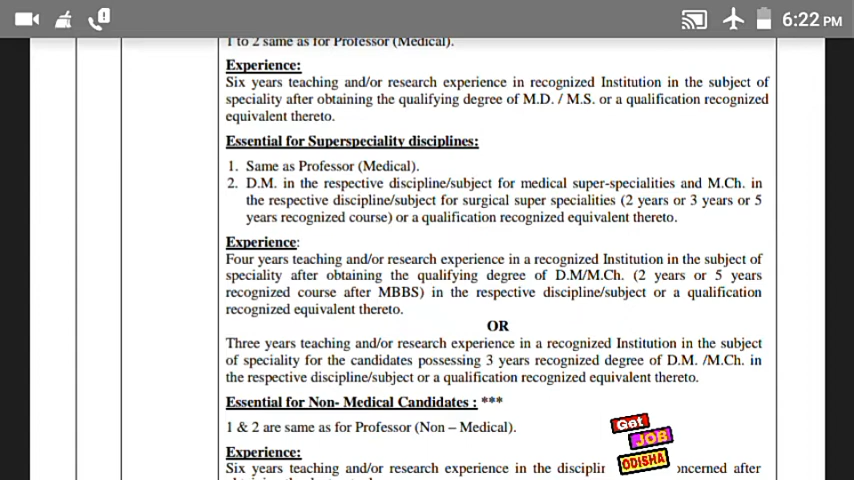 6:22 PM
1 to 2 same as for Professor (Medical).
Experience:
Six years teaching and/or research experience in recognized Institution in the subject of
speciality after obtaining the qualifying degree of M.D. / M.S. or a qualification recognized
equivalent thereto.
Essential for Superspeciality disciplines:
1. Same as Professor (Medical).
2. D.M. in the respective discipline/subject for medical super-specialities and M.Ch. in
the respective discipline/subject for surgical super specialities (2 years or 3 years or 5
years recognized course) or a qualification recognized equivalent thereto.
Experience:
Four years teaching and/or research experience in a recognized Institution in the subject of
speciality after obtaining the qualifying degree of D.M/M.Ch. (2 years or 5 years
recognized course after MBBS) in the respective discipline/subject or a qualification
recognized equivalent thereto.
OR
Three years teaching and/or research experience in a recognized Institution in the subject
of speciality for the candidates possessing 3 years recognized degree of D.M. /M.Ch. in
the respective discipline/subject or a qualification recognized equivalent thereto.
Essential for Non- Medical Candidates : ***
1 & 2 are same as for Professor (Non – Medical).
Get
JOB
ODISHA
Experience:
Six years teaching and/or research experience in the after